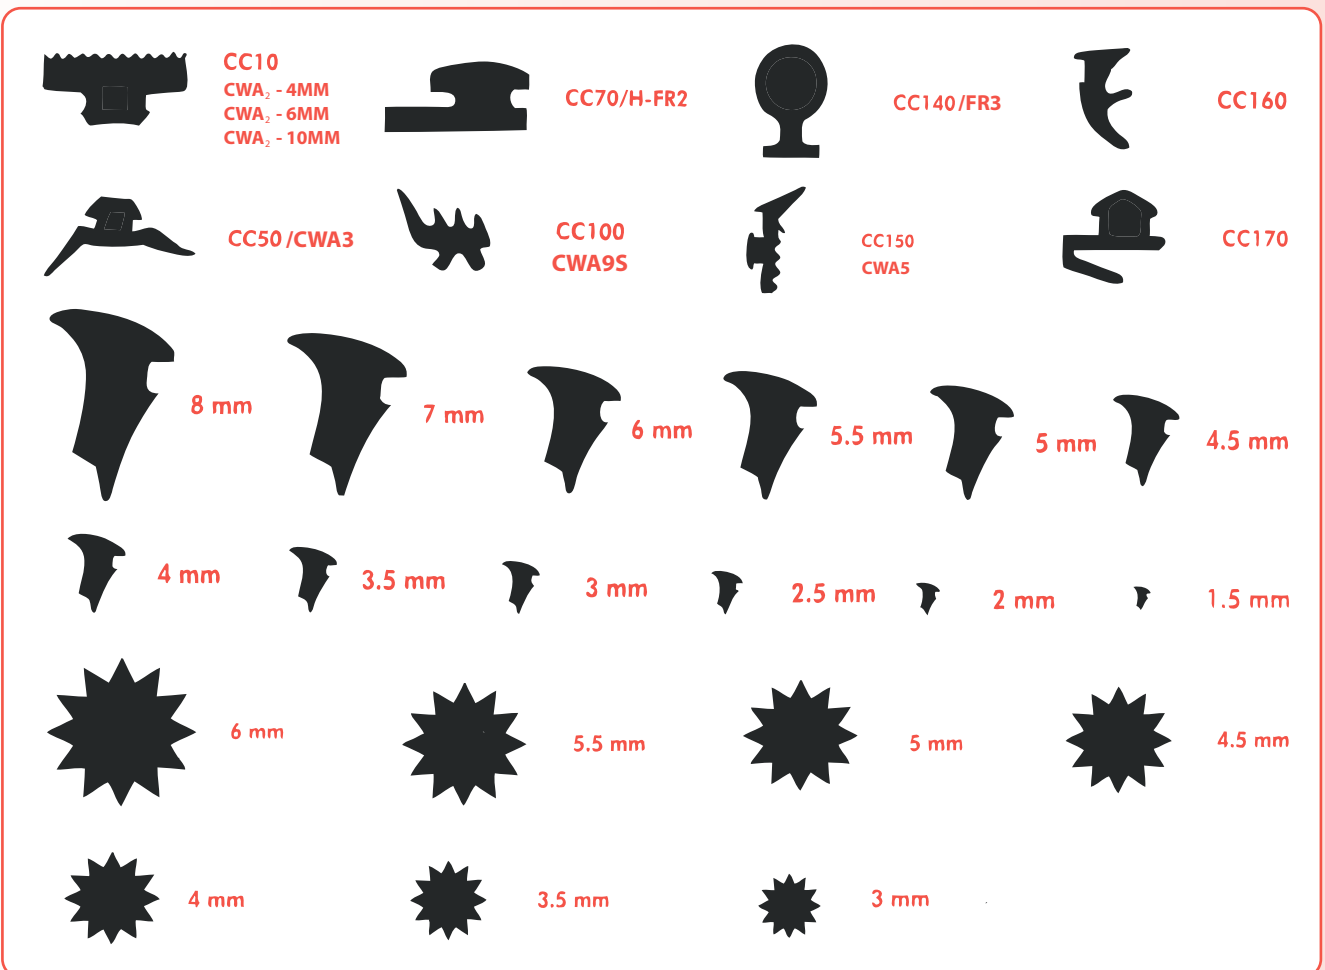 CC10
CWA₂ - 4MM
CWA₂ - 6MM
CWA₂ - 10MM
CC70/H-FR2
CC140/FR3
CC160
CC50/CWA3
CC100
CWA9S
CC150
CWA5
CC170
8 mm
7 mm
6 mm
5.5 mm
5 mm
4.5 mm
4 mm
3.5 mm
3 mm
2.5 mm
2 mm
1.5 mm
6 mm
5.5 mm
5 mm
4.5 mm
4 mm
3.5 mm
3 mm